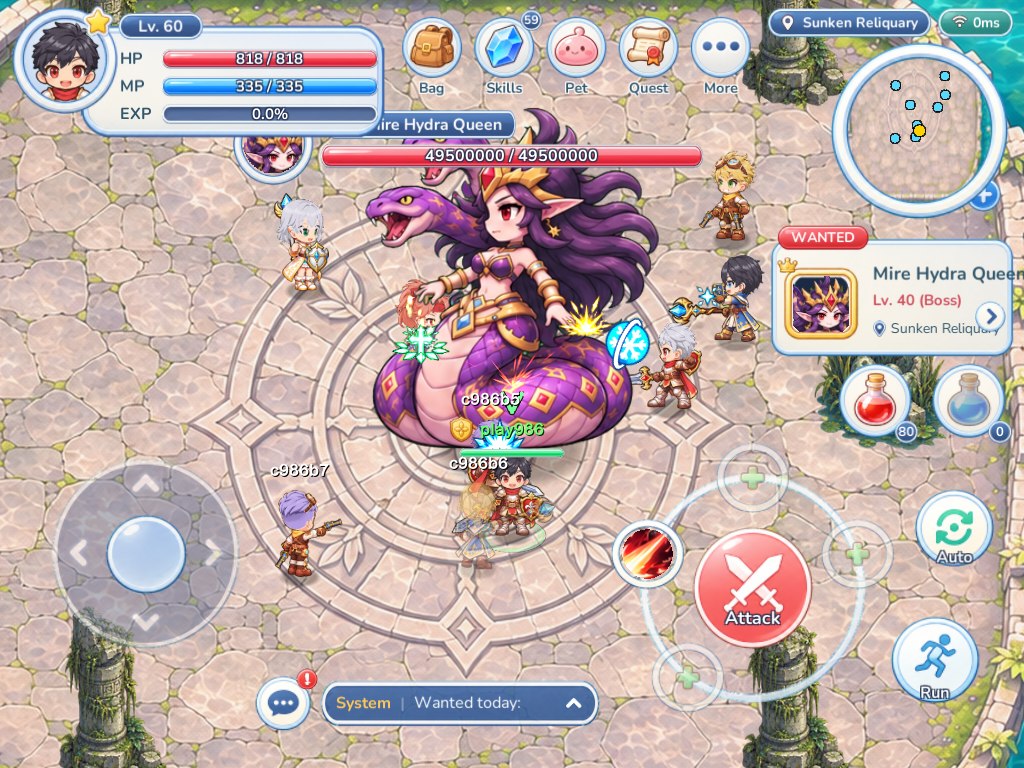 Lv. 60
HP
818 / 818
MP
335 / 335
EXP
0.0%
Bag
59
Skills
Pet
Quest
More
Sunken Reliquary
0ms
ire Hydra Queen
49500000 / 49500000
WANTED
Mire Hydra Queen
Lv. 40 (Boss)
Sunken Reliquary
80
0
c986b5
play986
c986b6
c986b7
Auto
Attack
Run
System | Wanted today: